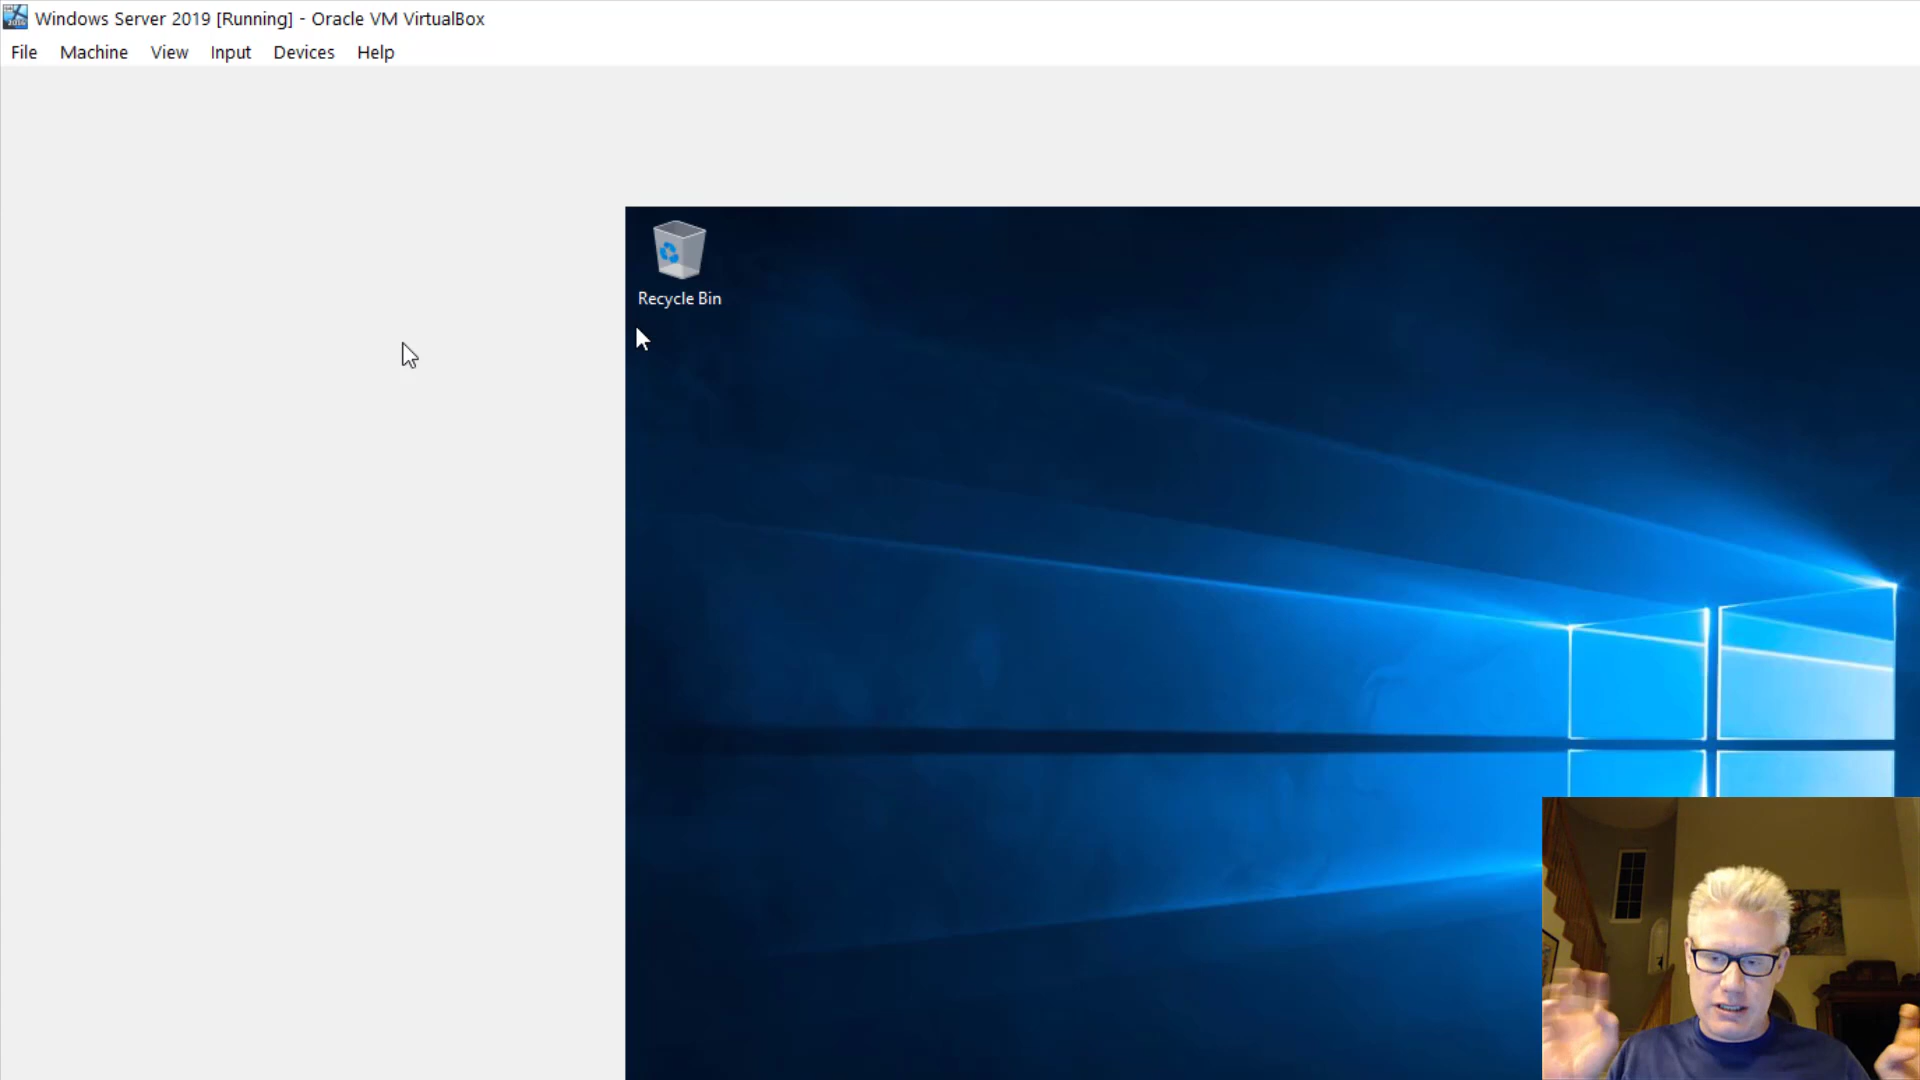 Windows Server 2019 [Running] - Oracle VM VirtualBox
File Machine View Input Devices Help
Recycle Bin